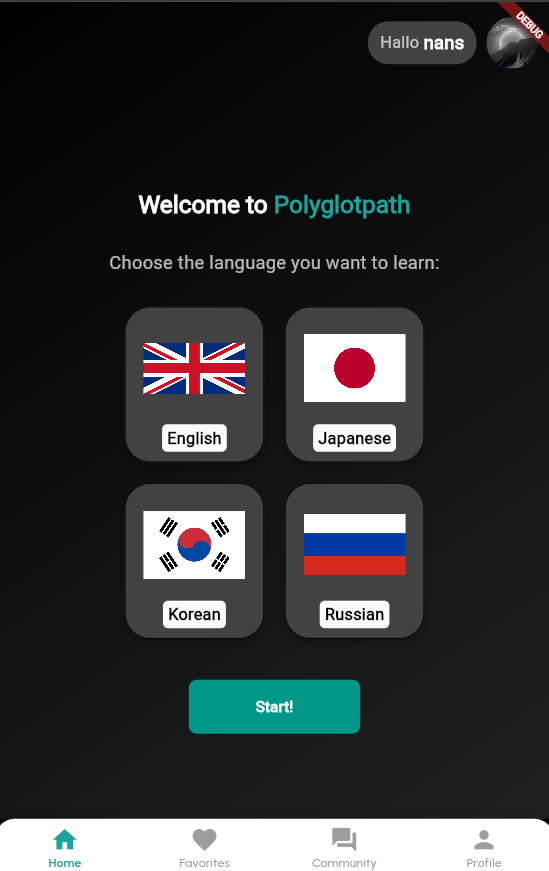 DEBUG
Hallo nans
Welcome to Polyglotpath
Choose the language you want to learn:
English
Japanese
Korean
Russian
Start!
Home
Favorites
Community
Profile